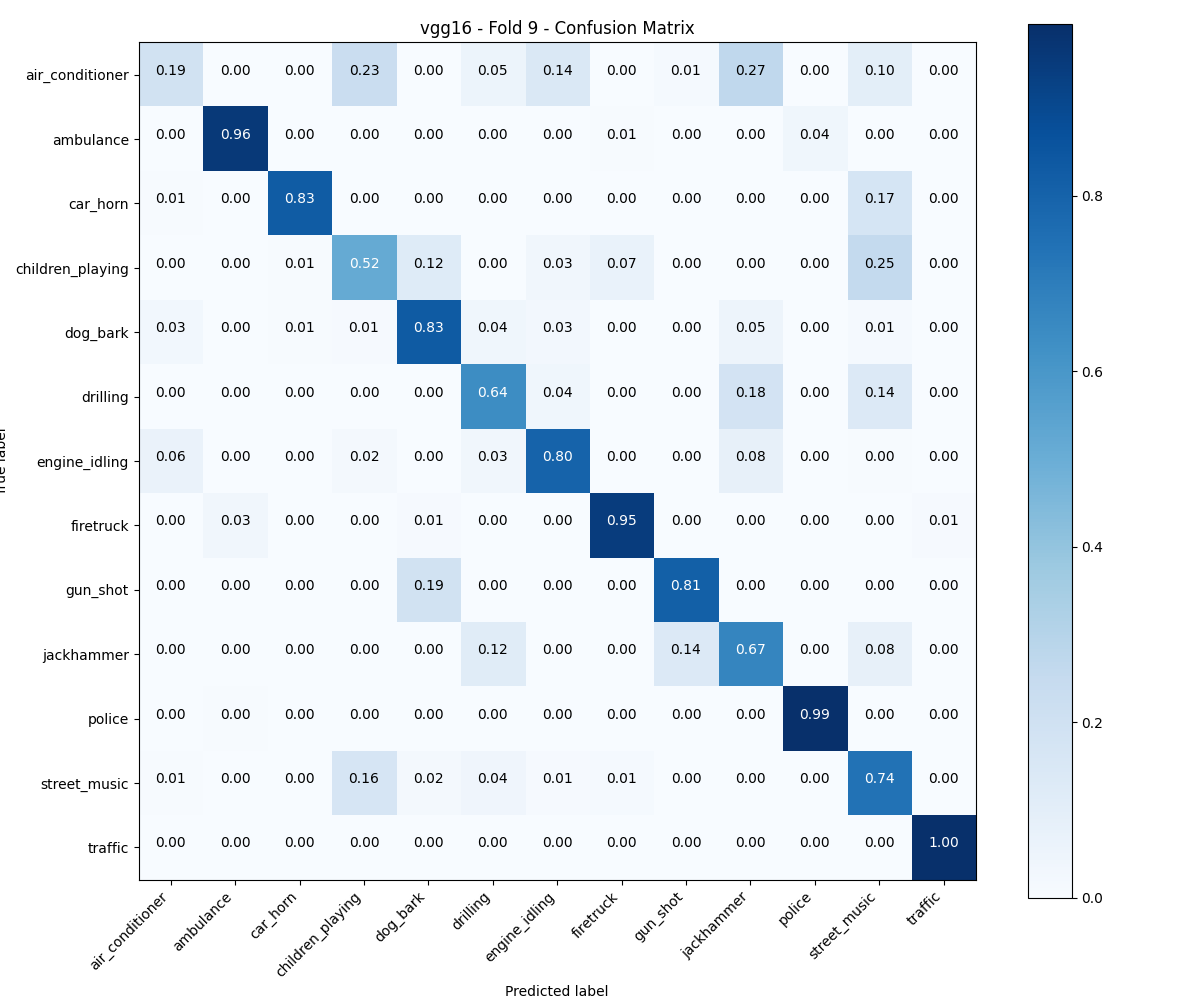 vgg16 - Fold 9 - Confusion Matrix
air_conditioner 0.19 0.00 0.00 0.23 0.00 0.05 0.14 0.00 0.01 0.27 0.00 0.10 0.00
ambulance 0.00 0.96 0.00 0.00 0.00 0.00 0.00 0.01 0.00 0.00 0.04 0.00 0.00
car_horn 0.01 0.00 0.83 0.00 0.00 0.00 0.00 0.00 0.00 0.00 0.00 0.17 0.00
children_playing 0.00 0.00 0.01 0.52 0.12 0.00 0.03 0.07 0.00 0.00 0.00 0.25 0.00
dog_bark 0.03 0.00 0.01 0.01 0.83 0.04 0.03 0.00 0.00 0.05 0.00 0.01 0.00
drilling 0.00 0.00 0.00 0.00 0.00 0.64 0.04 0.00 0.00 0.18 0.00 0.14 0.00
engine_idling 0.06 0.00 0.00 0.02 0.00 0.03 0.80 0.00 0.00 0.08 0.00 0.00 0.00
firetruck 0.00 0.03 0.00 0.00 0.01 0.00 0.00 0.95 0.00 0.00 0.00 0.00 0.01
gun_shot 0.00 0.00 0.00 0.00 0.19 0.00 0.00 0.00 0.81 0.00 0.00 0.00 0.00
jackhammer 0.00 0.00 0.00 0.00 0.00 0.12 0.00 0.00 0.14 0.67 0.00 0.08 0.00
police 0.00 0.00 0.00 0.00 0.00 0.00 0.00 0.00 0.00 0.00 0.99 0.00 0.00
street_music 0.01 0.00 0.00 0.16 0.02 0.04 0.01 0.01 0.00 0.00 0.00 0.74 0.00
traffic 0.00 0.00 0.00 0.00 0.00 0.00 0.00 0.00 0.00 0.00 0.00 0.00 1.00
air_conditioner ambulance car_horn children_playing dog_bark drilling engine_idling firetruck gun_shot jackhammer police street_music traffic
Predicted label
label
0.8
0.6
0.4
0.2
0.0